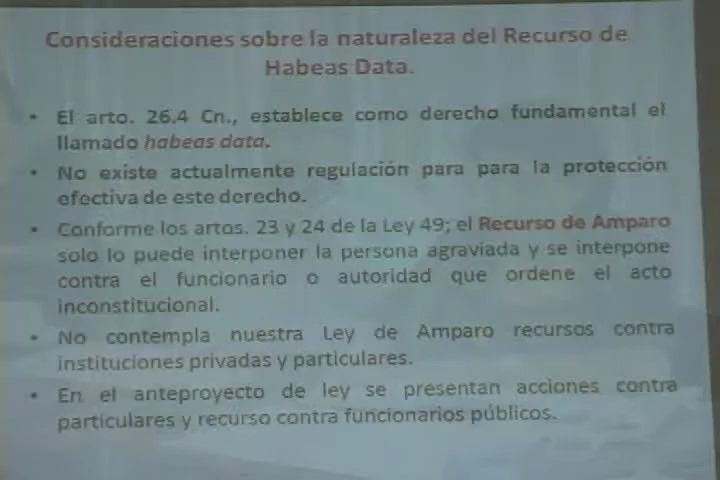 Consideraciones sobre la naturaleza del Recurso de
Habeas Data.
• El arto. 26.4 Cn., establece como derecho fundamental el
llamado habeas data.
• No existe actualmente regulación para para la protección
efectiva de este derecho.
• Conforme los artos. 23 y 24 de la Ley 49; el Recurso de Amparo
solo lo puede interponer la persona agraviada y se interpone
contra el funcionario o autoridad que ordene el acto
inconstitucional.
• No contempla nuestra Ley de Amparo recursos contra
instituciones privadas y particulares.
• En el anteproyecto de ley se presentan acciones contra
particulares y recurso contra funcionarios públicos.